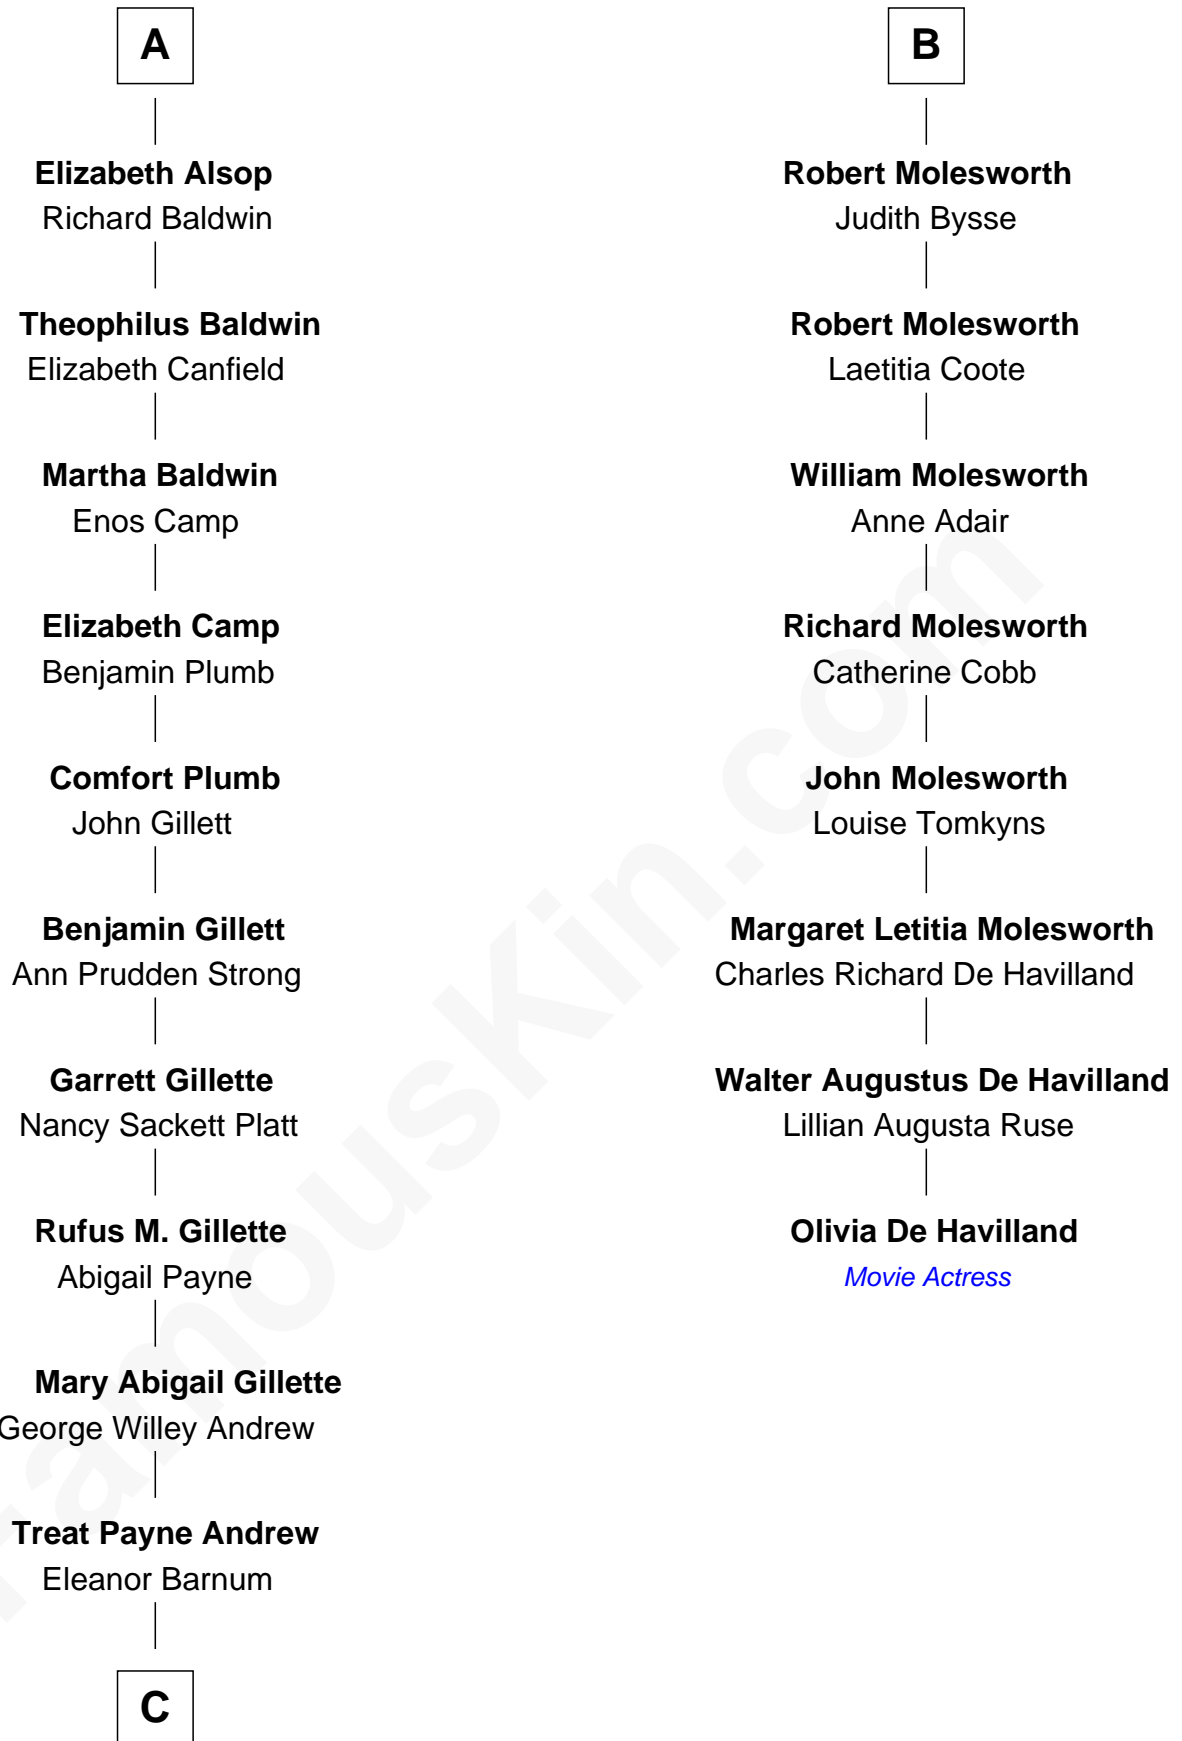 A
Elizabeth Alsop
Richard Baldwin
Theophilus Baldwin
Elizabeth Canfield
Martha Baldwin
Enos Camp
Elizabeth Camp
Benjamin Plumb
Comfort Plumb
John Gillett
Benjamin Gillett
Ann Prudden Strong
Garrett Gillette
Nancy Sackett Platt
Rufus M. Gillette
Abigail Payne
Mary Abigail Gillette
George Willey Andrew
Treat Payne Andrew
Eleanor Barnum
C
B
Robert Molesworth
Judith Bysse
Robert Molesworth
Laetitia Coote
William Molesworth
Anne Adair
Richard Molesworth
Catherine Cobb
John Molesworth
Louise Tomkyns
Margaret Letitia Molesworth
Charles Richard De Havilland
Walter Augustus De Havilland
Lillian Augusta Ruse
Olivia De Havilland
Movie Actress
FamousKin.com